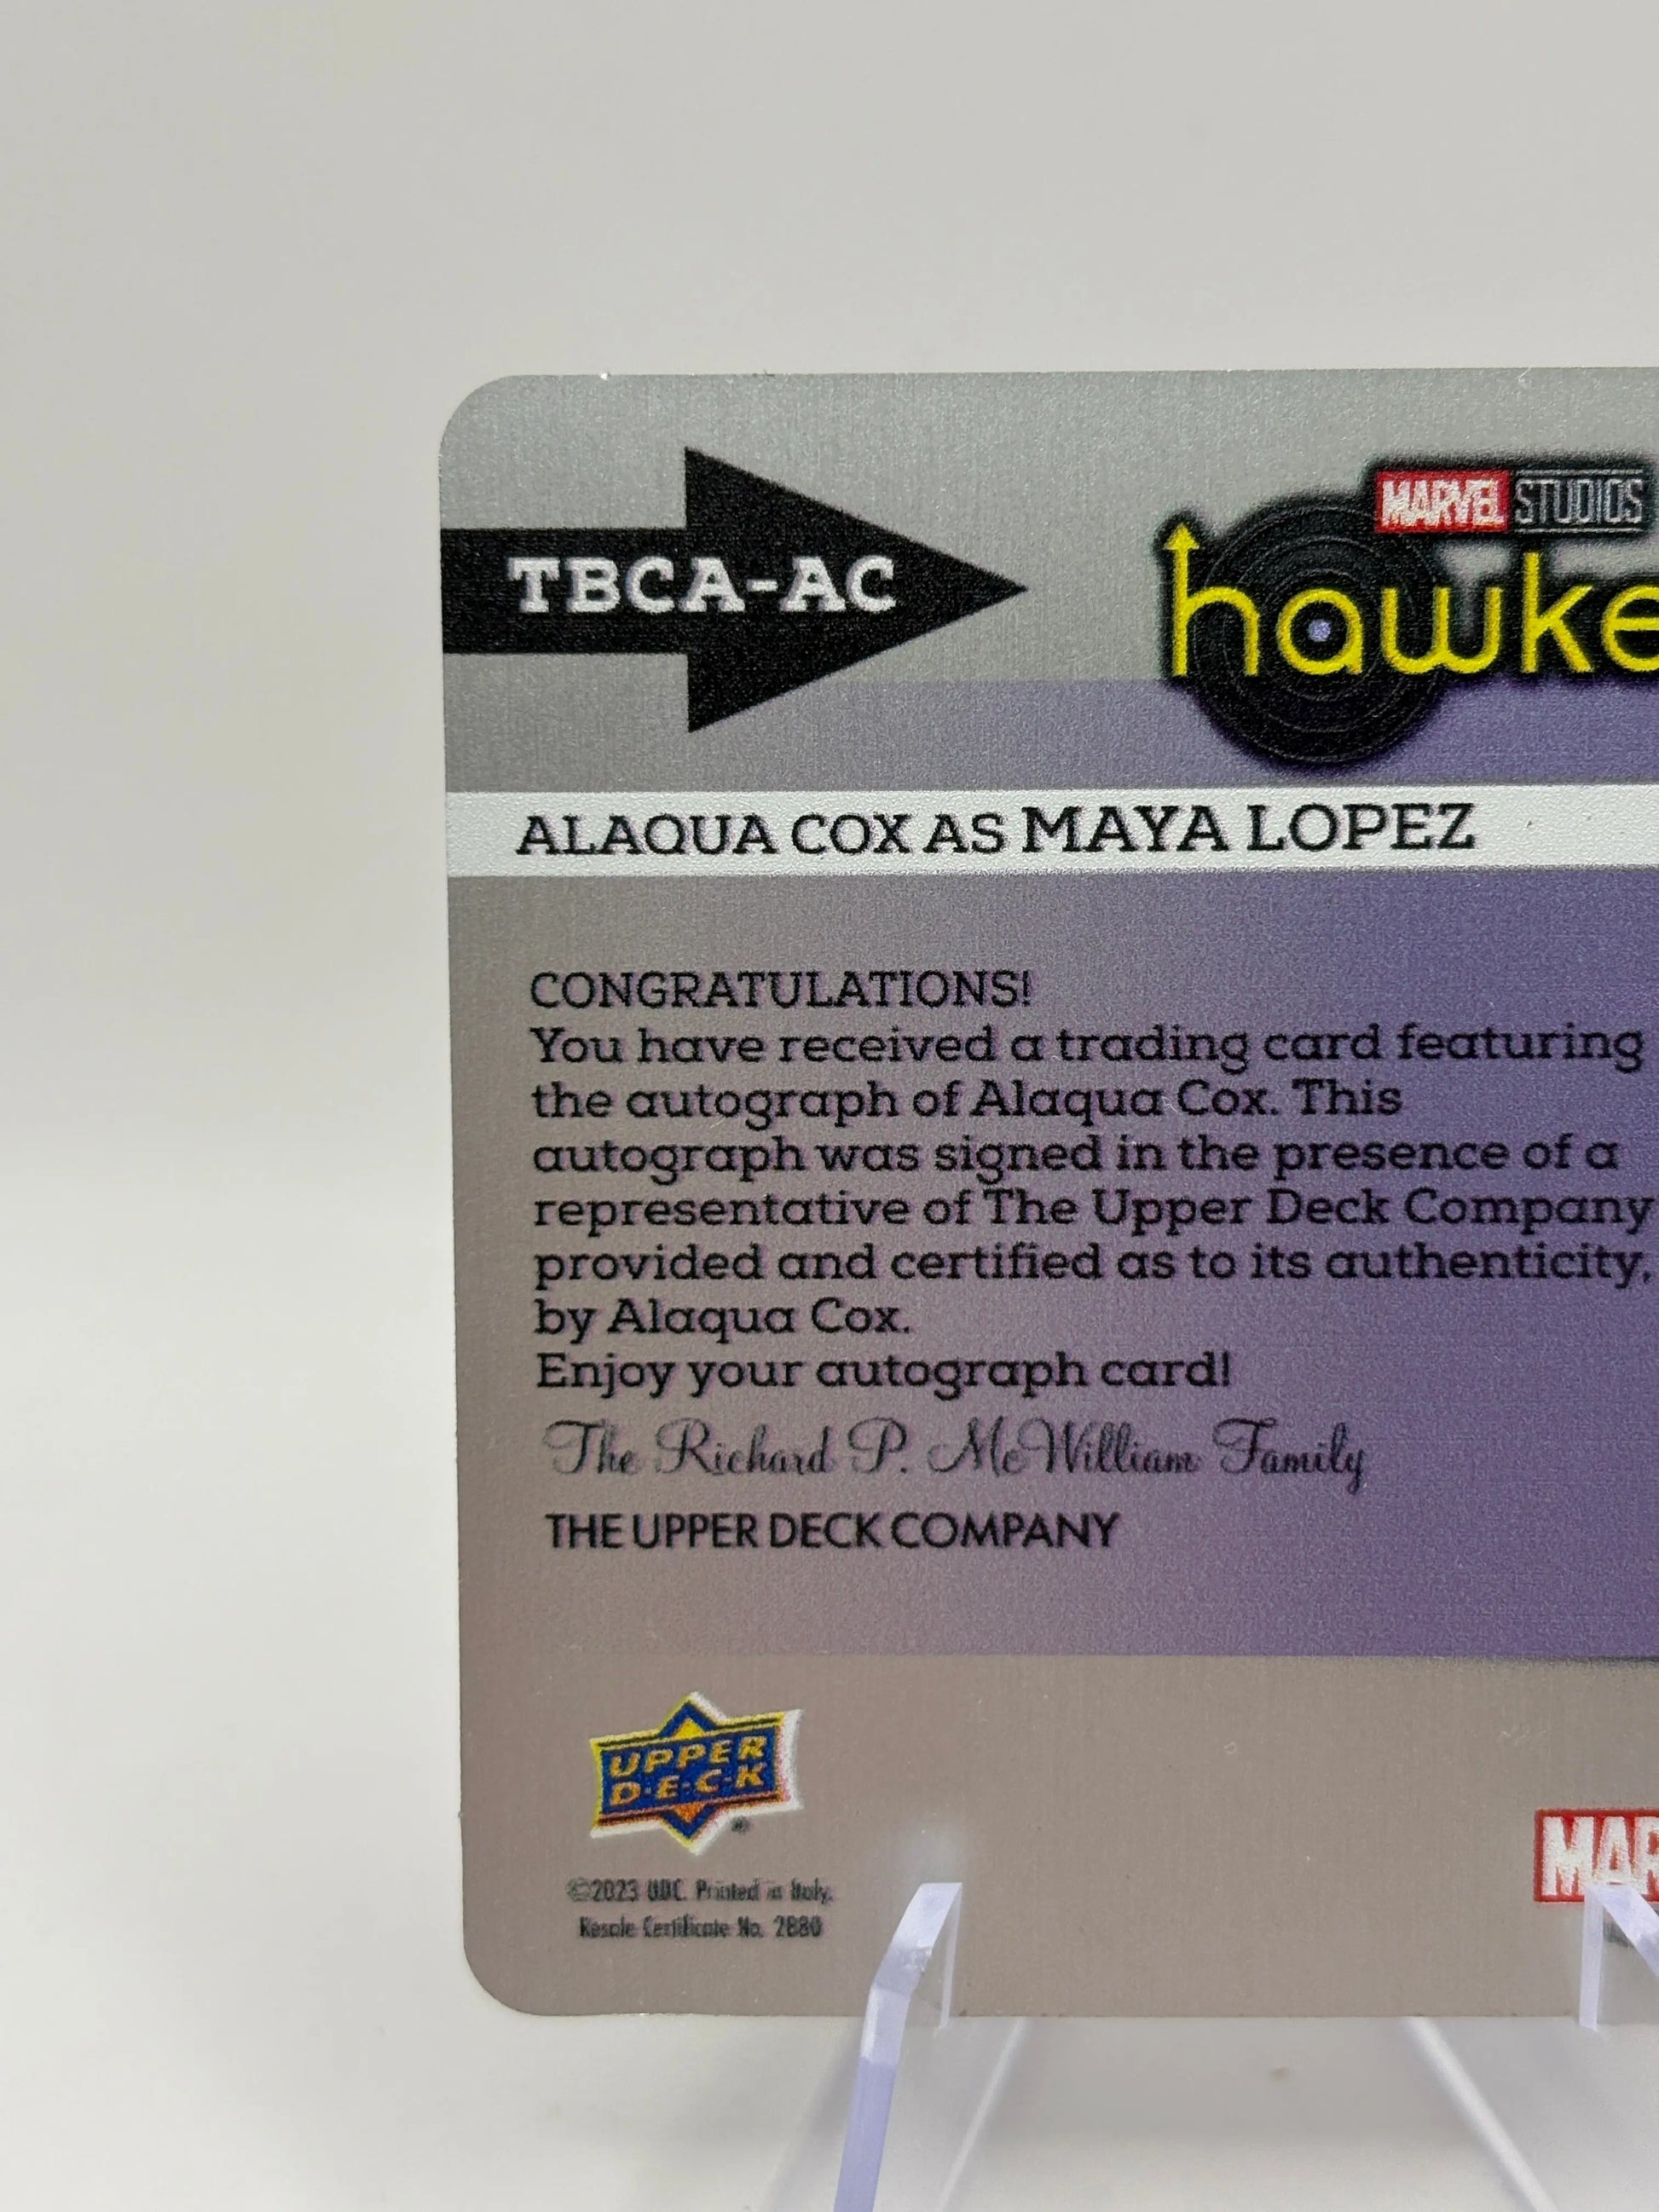 TBCA-AC
MARVEL STUDIOS
hawke
ALAQUA COX AS MAYA LOPEZ
CONGRATULATIONS!
You have received a trading card featuring
the autograph of Alaqua Cox. This
autograph was signed in the presence of a
representative of The Upper Deck Company
provided and certified as to its authenticity,
by Alaqua Cox.
Enjoy your autograph card!
The Richard P. McWilliam Family
THE UPPER DECK COMPANY
UPPER
D·E·C·K
©2023 UDC. Printed in Italy.
Resale Certificate No. 2880
MAR